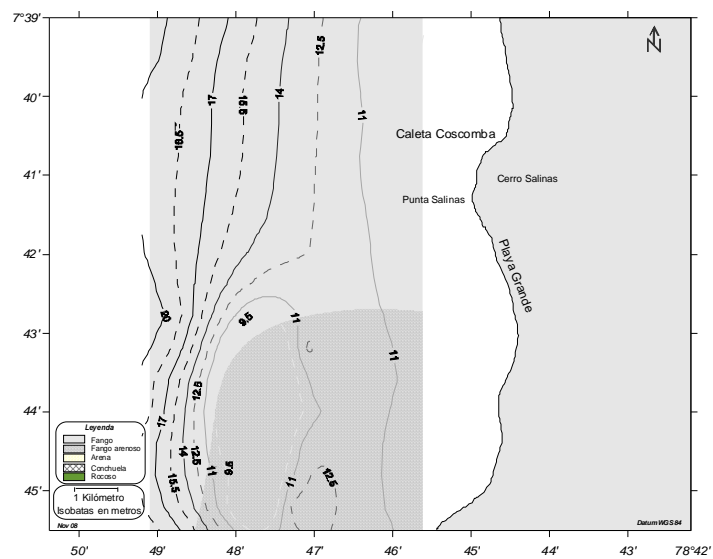 7°39'
40'
41'
42'
43'
44'
45'
50'
49'
48'
47'
46'
45'
44'
43'
78°42'
N
12.5
17
15.5
14
11
18.5
Caleta Coscomba
Cerro Salinas
Punta Salinas
Playa Grande
20
9.5
11
11
12.5
17
14
12.5
11
9.5
11
12.5
15.5
Leyenda
Fango
Fango arenoso
Arena
Conchuela
Rocoso
1 Kilómetro
Isobatas en metros
Nov 08
Datum WGS 84